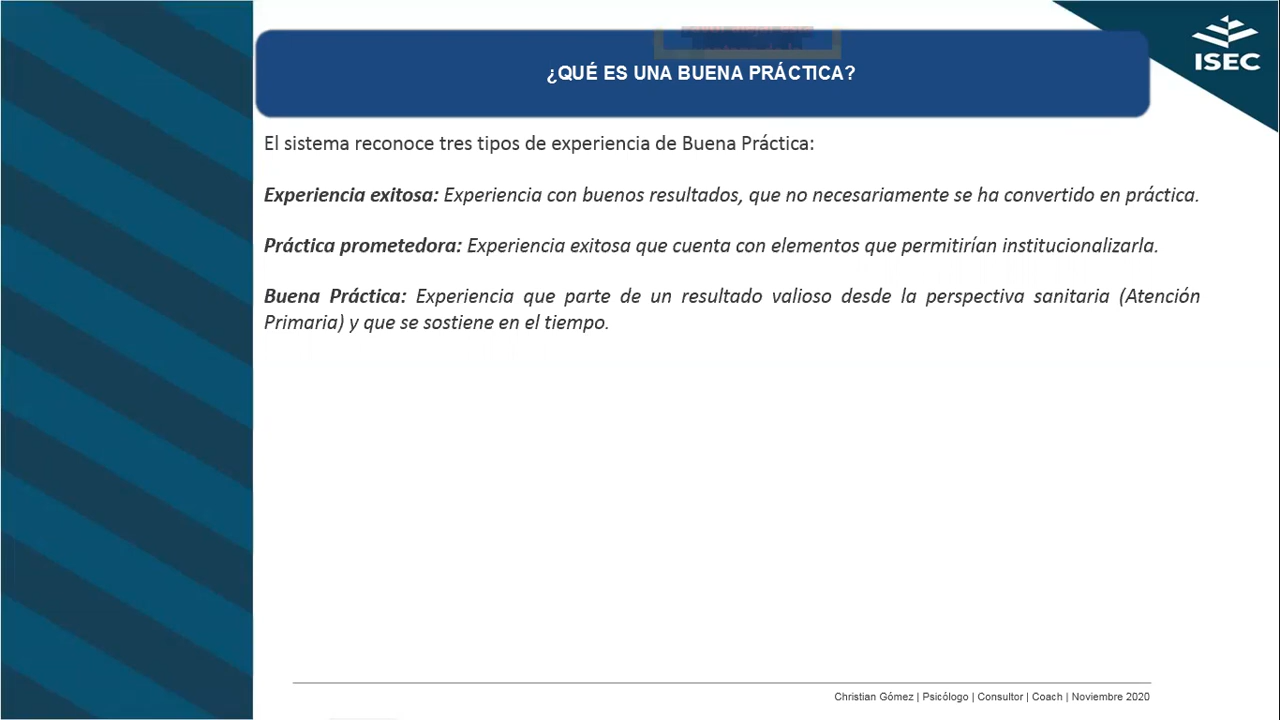 ¿QUÉ ES UNA BUENA PRÁCTICA?
ISEC
El sistema reconoce tres tipos de experiencia de Buena Práctica:
Experiencia exitosa: Experiencia con buenos resultados, que no necesariamente se ha convertido en práctica.
Práctica prometedora: Experiencia exitosa que cuenta con elementos que permitirían institucionalizarla.
Buena Práctica: Experiencia que parte de un resultado valioso desde la perspectiva sanitaria (Atención
Primaria) y que se sostiene en el tiempo.
Christian Gómez | Psicólogo | Consultor | Coach | Noviembre 2020